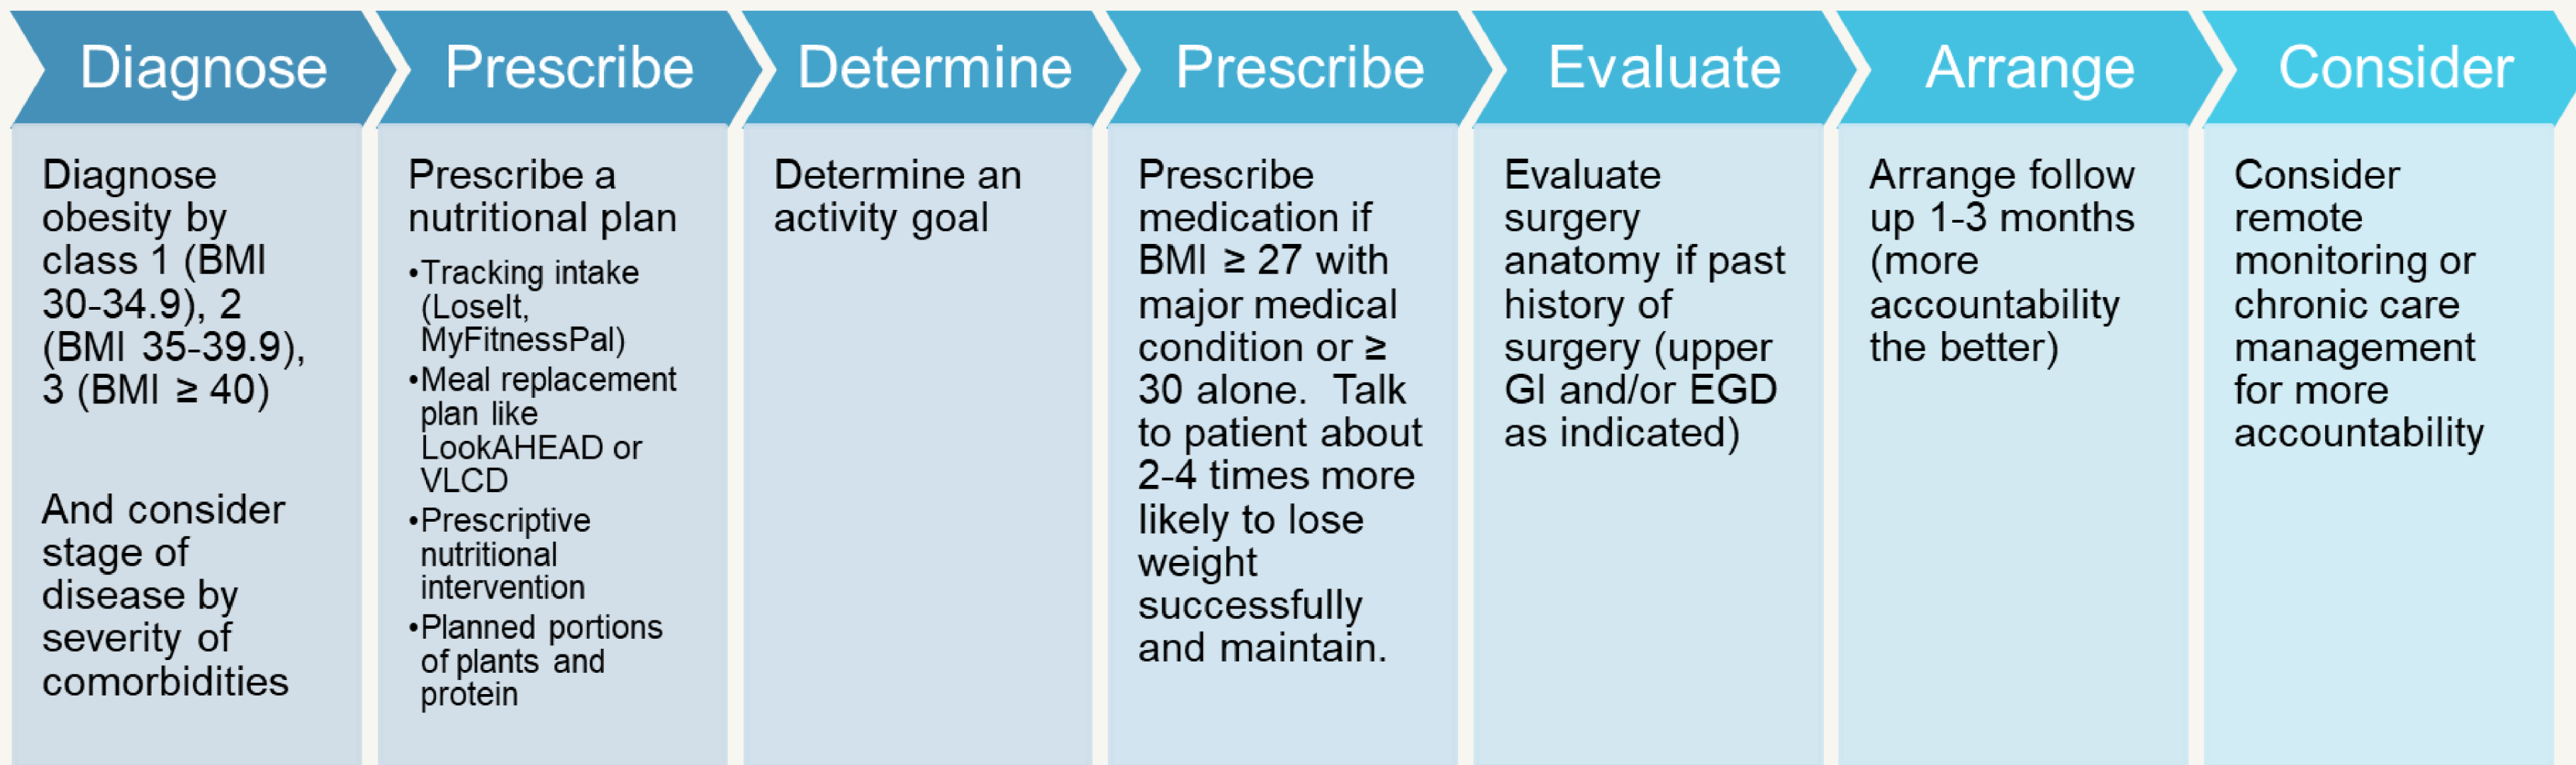 Diagnose
Diagnose
obesity by
class 1 (BMI
30-34.9), 2
(BMI 35-39.9),
3 (BMI ≥ 40)
And consider
stage of
disease by
severity of
comorbidities
Prescribe
Prescribe a
nutritional plan
•Tracking intake
(LoseIt,
MyFitnessPal)
•Meal replacement
plan like
LookAHEAD or
VLCD
•Prescriptive
nutritional
intervention
•Planned portions
of plants and
protein
Determine
Determine an
activity goal
Prescribe
Prescribe
medication if
BMI ≥ 27 with
major medical
condition or ≥
30 alone. Talk
to patient about
2-4 times more
likely to lose
weight
successfully
and maintain.
Evaluate
Evaluate
surgery
anatomy if past
history of
surgery (upper
GI and/or EGD
as indicated)
Arrange
Arrange follow
up 1-3 months
(more
accountability
the better)
Consider
Consider
remote
monitoring or
chronic care
management
for more
accountability